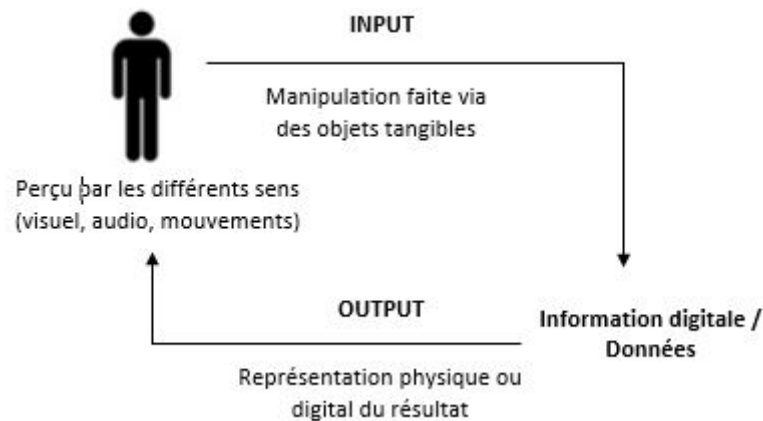 INPUT
Manipulation faite via
des objets tangibles
Perçu par les différents sens
(visuel, audio, mouvements)
OUTPUT
Information digitale /
Données
Représentation physique ou
digital du résultat